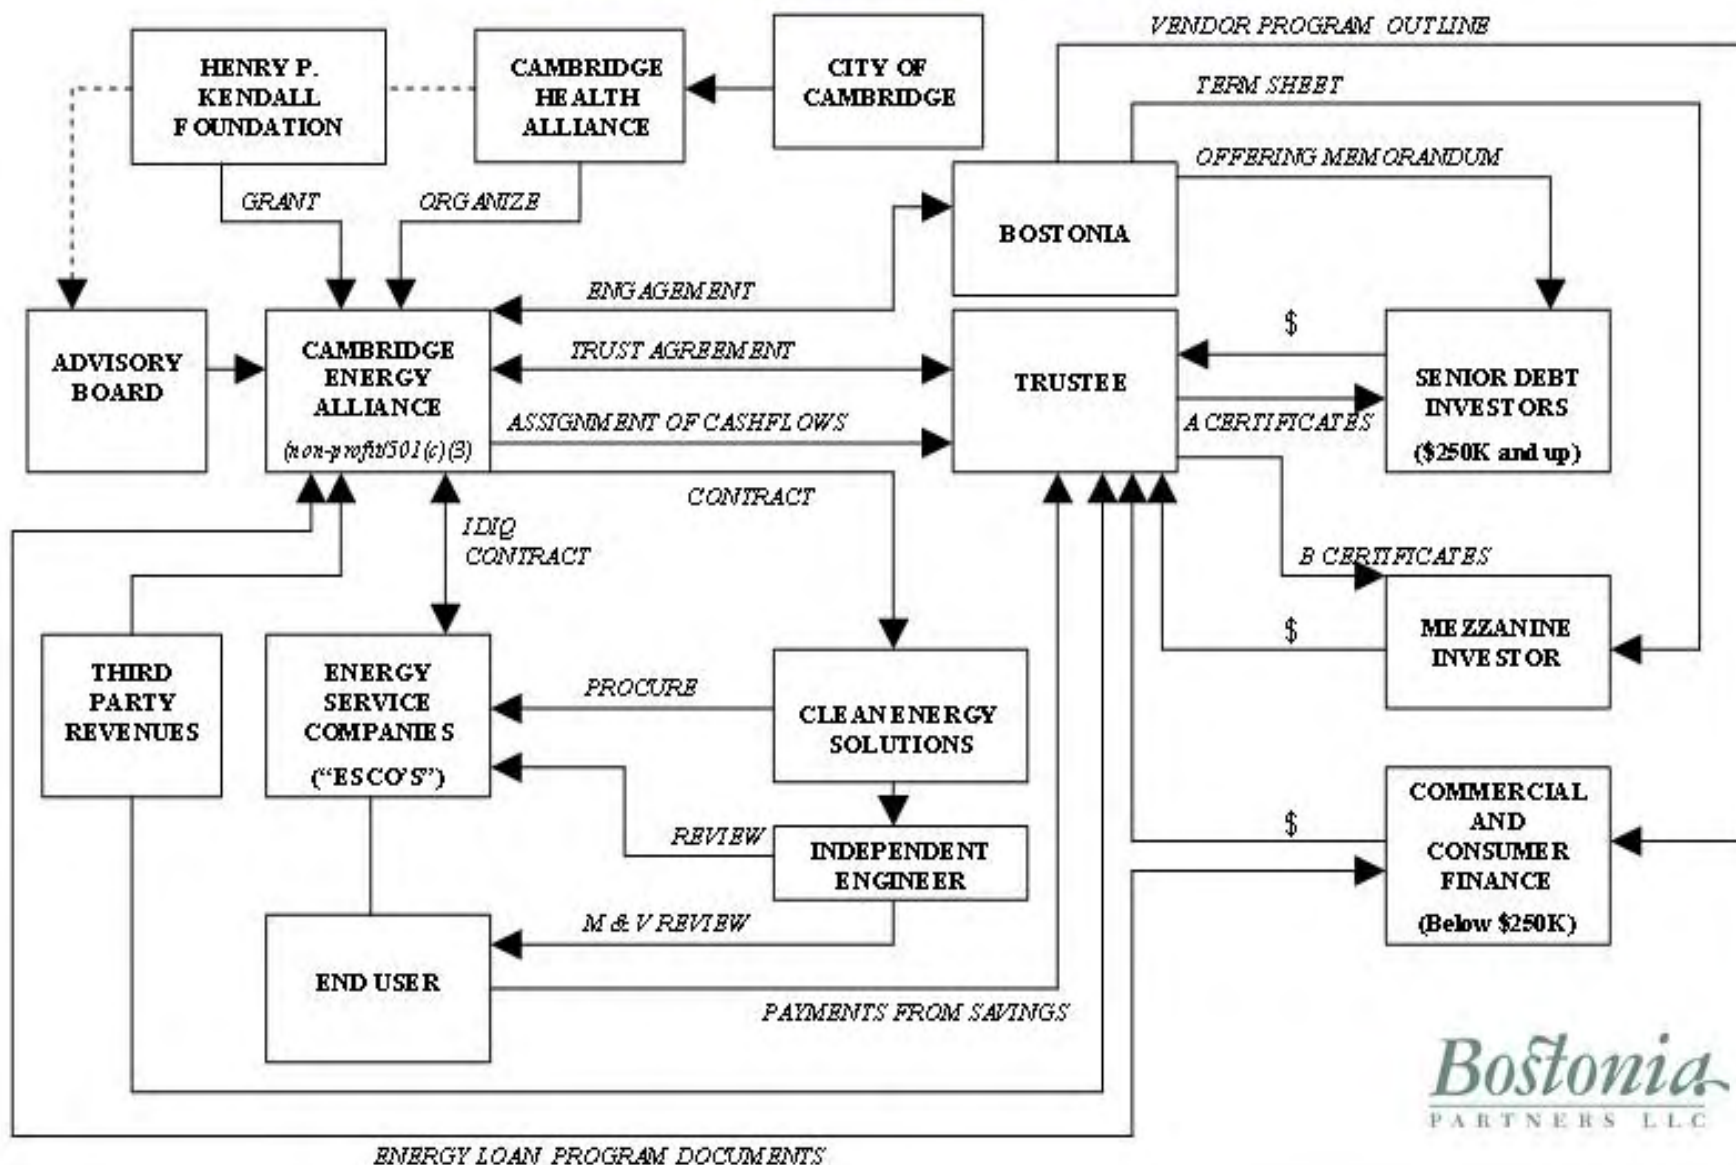 VENDOR PROGRAM OUTLINE
HENRY P.
KENDALL
FOUNDATION
CAMBRIDGE
HEALTH
ALLIANCE
CITY OF
CAMBRIDGE
TERM SHEET
OFFERING MEMORANDUM
GRANT
ORGANIZE
BOSTONIA
ENGAGEMENT
ADVISORY
BOARD
CAMBRIDGE
ENERGY
ALLIANCE
(non-profit/501(c)(3)
TRUST AGREEMENT
ASSIGNMENT OF CASHFLOWS
TRUSTEE
$
A CERTIFICATES
SENIOR DEBT
INVESTORS
($250K and up)
CONTRACT
IDIQ
CONTRACT
B CERTIFICATES
THIRD
PARTY
REVENUES
ENERGY
SERVICE
COMPANIES
("ESCO'S")
PROCURE
CLEAN ENERGY
SOLUTIONS
$
MEZZANINE
INVESTOR
REVIEW
INDEPENDENT
ENGINEER
$
COMMERCIAL
AND
CONSUMER
FINANCE
(Below $250K)
M & V REVIEW
END USER
PAYMENTS FROM SAVINGS
ENERGY LOAN PROGRAM DOCUMENTS
Bostonia
PARTNERS LLC